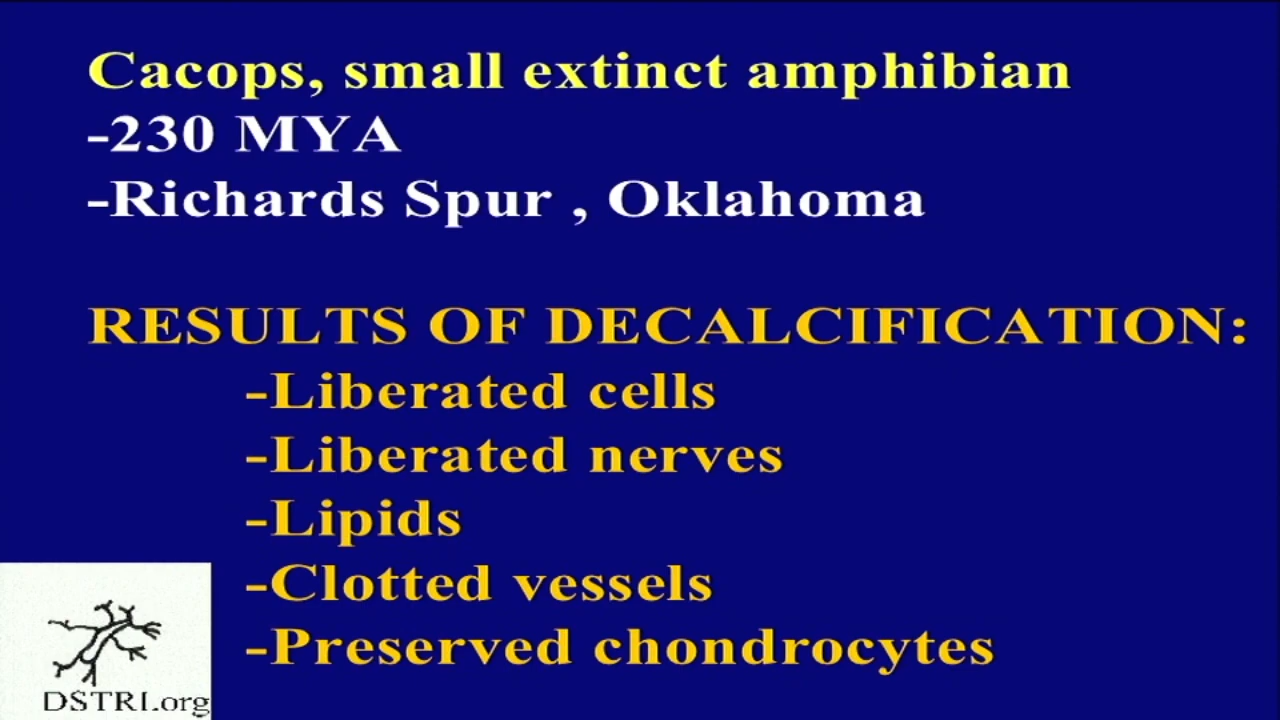 Cacops, small extinct amphibian
-230 MYA
-Richards Spur , Oklahoma
RESULTS OF DECALCIFICATION:
-Liberated cells
-Liberated nerves
-Lipids
-Clotted vessels
-Preserved chondrocytes
DSTRI.org